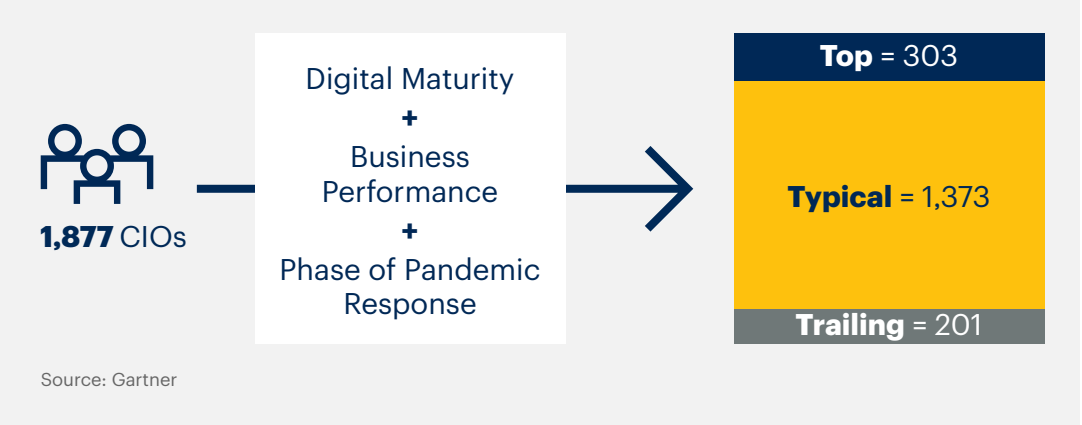 1,877 CIOs
Digital Maturity
+
Business
Performance
+
Phase of Pandemic
Response
Top = 303
Typical = 1,373
Trailing = 201
Source: Gartner